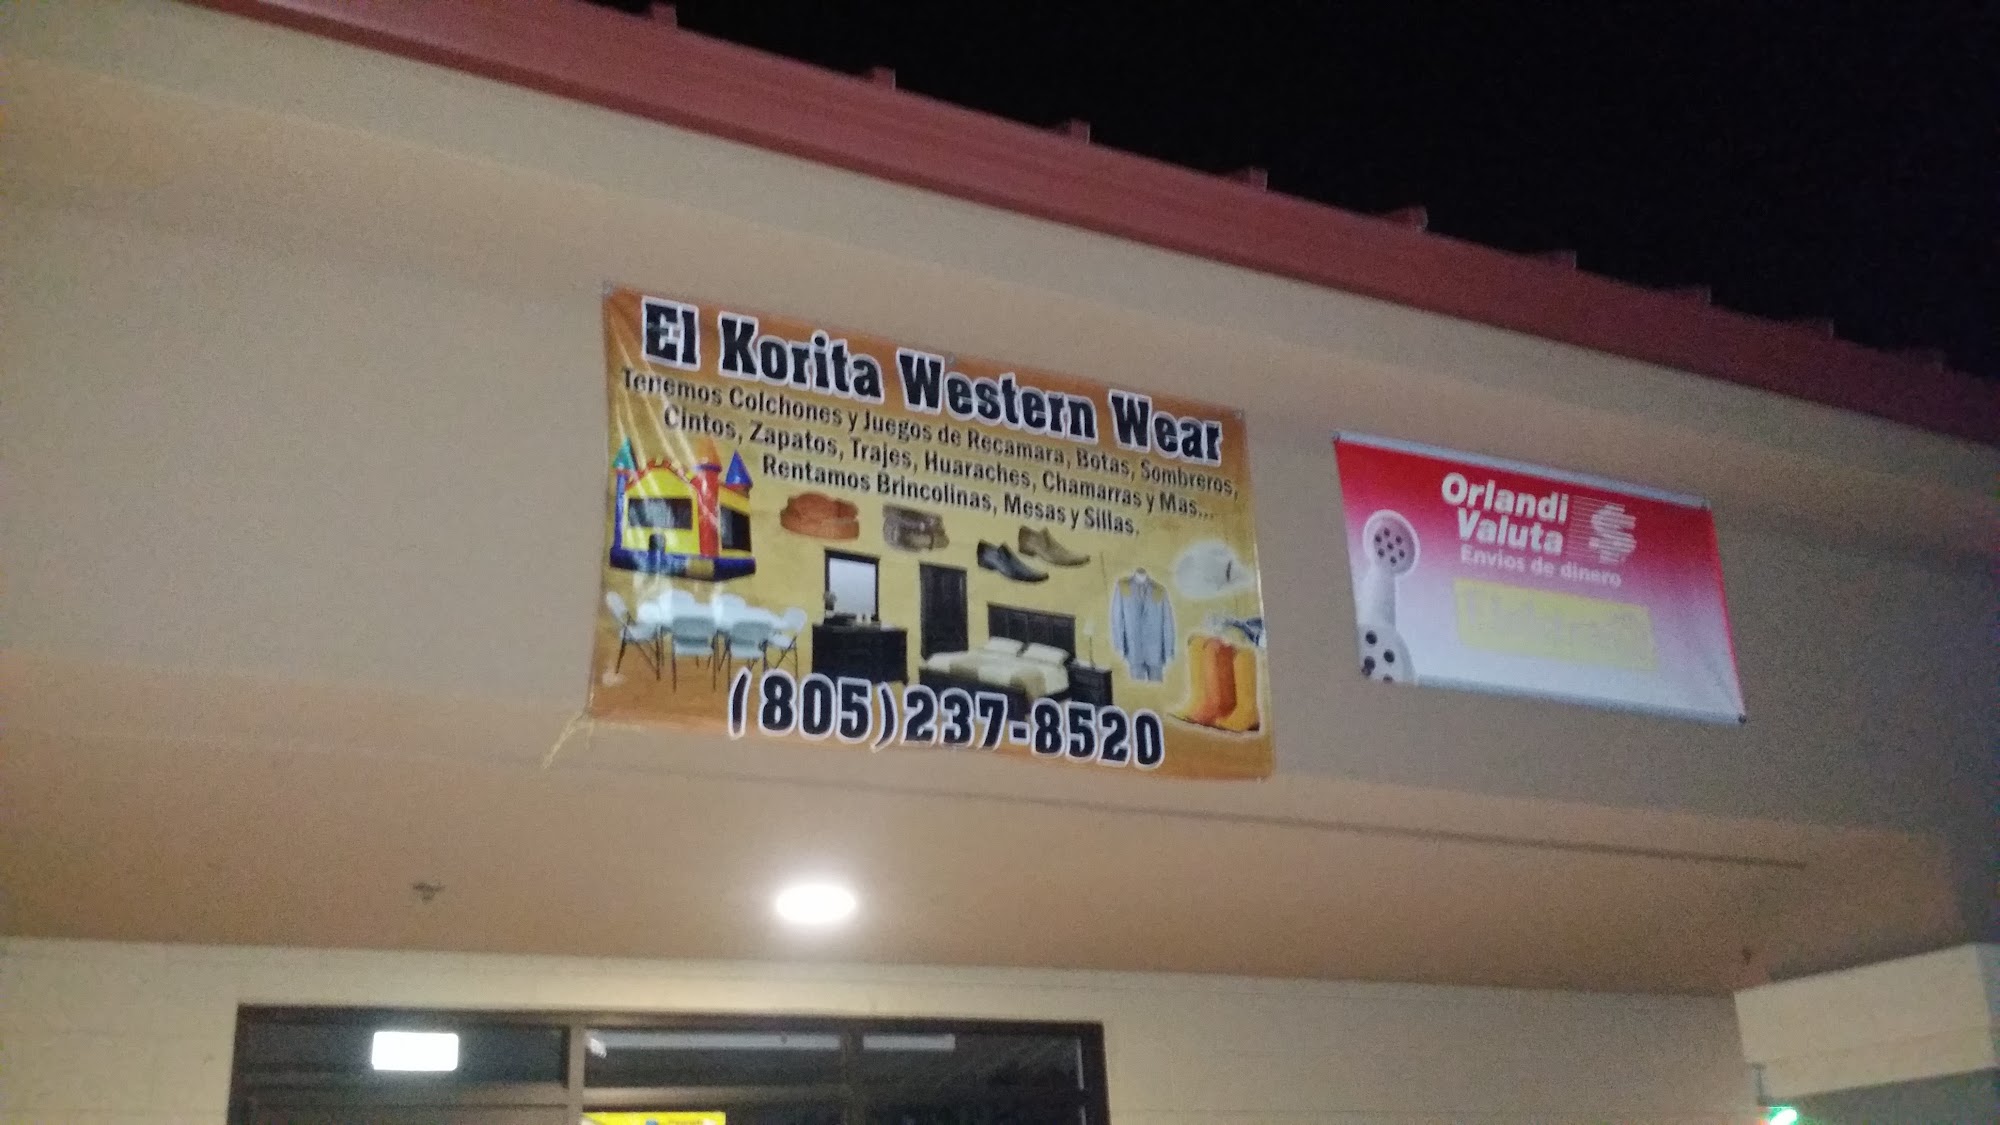 El Korita Western Wear
Tenemos Colchones y Juegos de Recamara, Botas, Sombreros,
Cintos, Zapatos, Trajes, Huaraches, Chamarras y Mas...
Rentamos Brincolinas, Mesas y Sillas.
(805)237-8520
Orlandi
Valuta
Envios de dinero